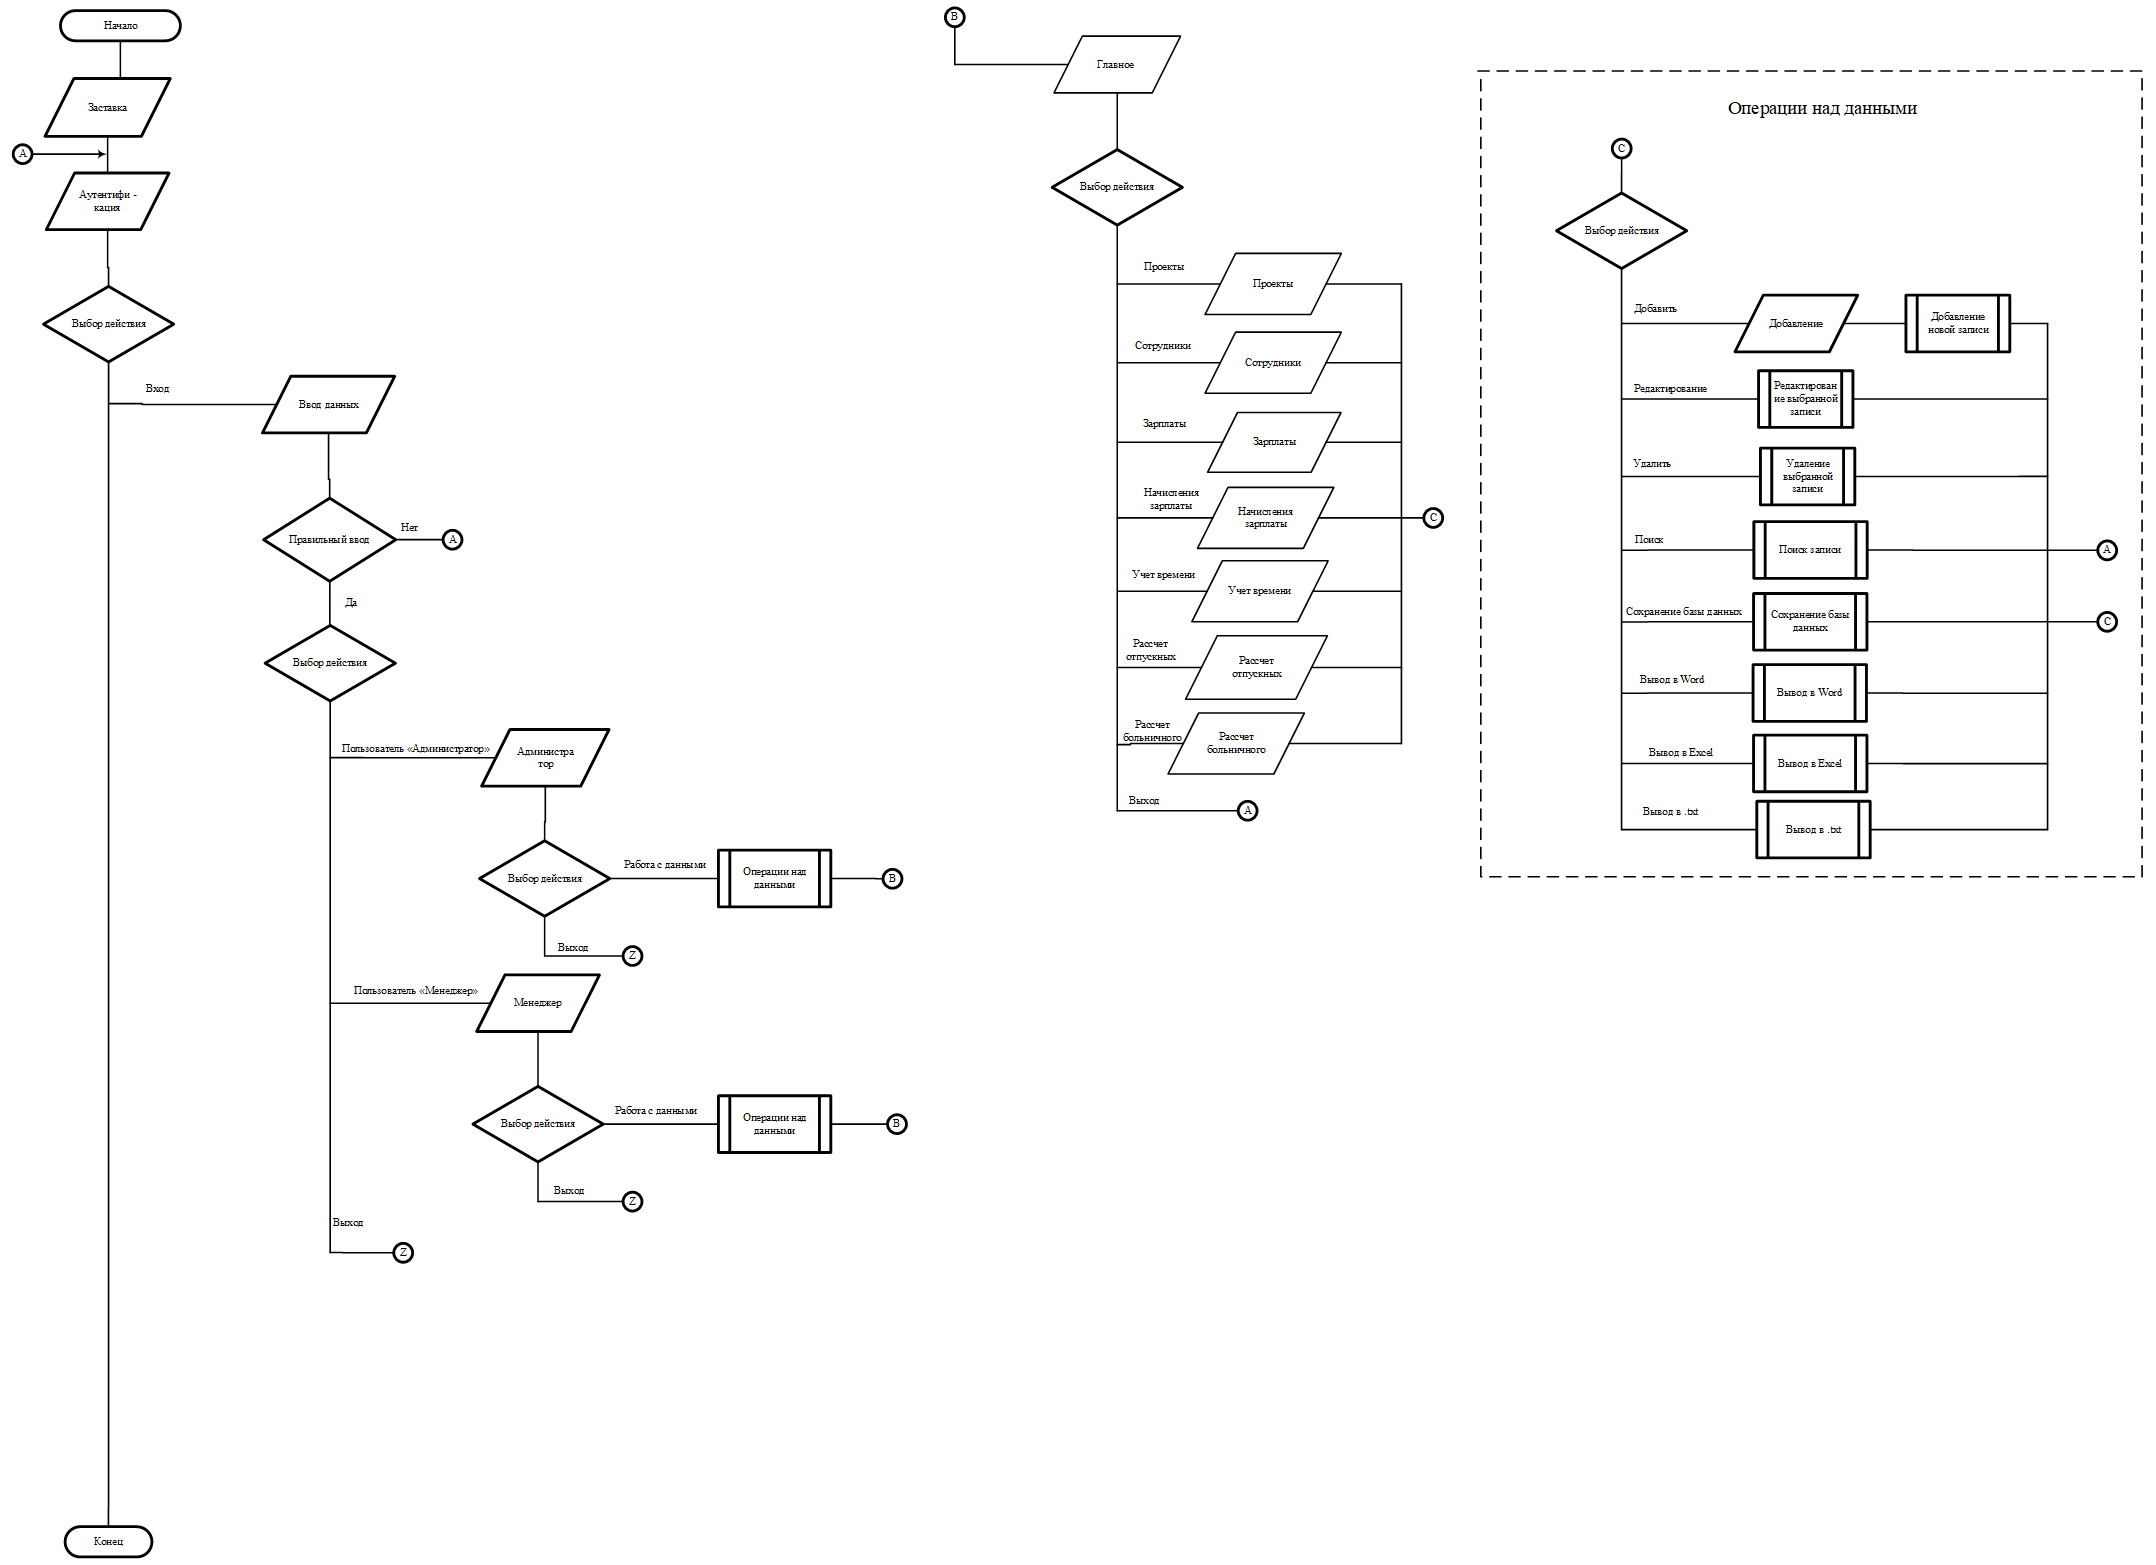 Начало
Заставка
A
Аутентифи -
кация
Выбор действия
Вход
Ввод данных
Правильный ввод
Нет
A
Да
Выбор действия
Пользователь «Администратор»
Администра
тор
Выбор действия
Работа с данными
Операции над
данными
B
Выход
Z
Пользователь «Менеджер»
Менеджер
Выбор действия
Работа с данными
Операции над
данными
B
Выход
Z
Выход
Z
Конец
B
Главное
Выбор действия
Проекты
Проекты
Сотрудники
Сотрудники
Зарплаты
Зарплаты
Начисления
зарплаты
Начисления
зарплаты
C
Учет времени
Учет времени
Рассчет
отпускных
Рассчет
отпускных
Рассчет
больничного
Рассчет
больничного
Выход
A
Операции над данными
C
Выбор действия
Добавить
Добавление
Добавление
новой записи
Редактирование
Редактирован
ие выбранной
записи
Удалить
Удаление
выбранной
записи
Поиск
Поиск записи
A
Сохранение базы данных
Сохранение базы
данных
C
Вывод в Word
Вывод в Word
Вывод в Excel
Вывод в Excel
Вывод в .txt
Вывод в .txt